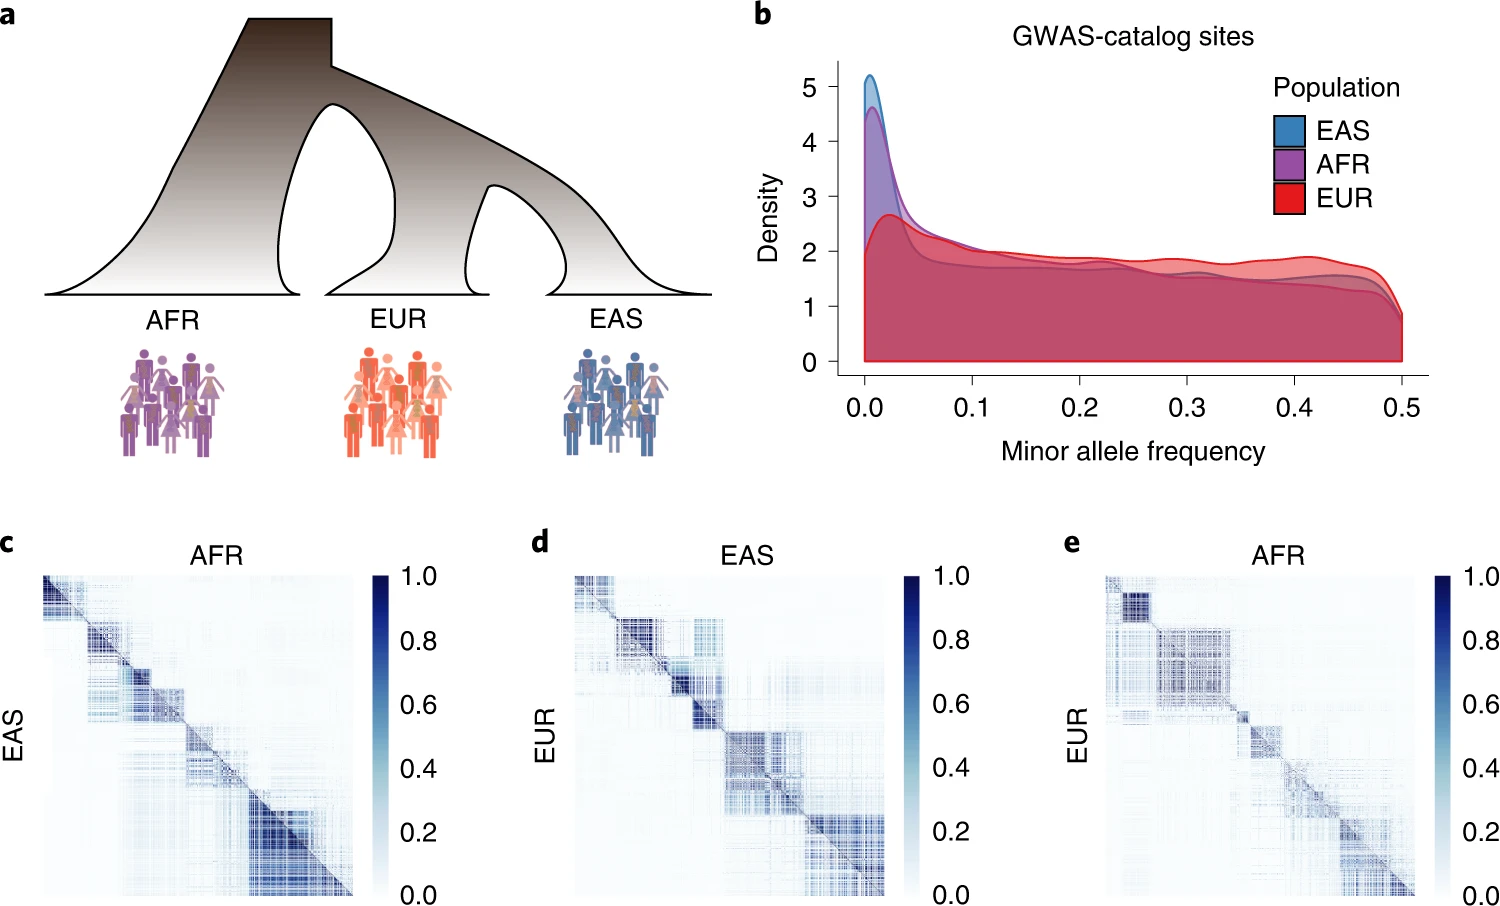 a
AFR
EUR
EAS
b
GWAS-catalog sites
Population
EAS
AFR
EUR
Density
5
4
3
2
1
0
0.0 0.1 0.2 0.3 0.4 0.5
Minor allele frequency
c
AFR
EAS
1.0
0.8
0.6
0.4
0.2
0.0
d
EAS
EUR
1.0
0.8
0.6
0.4
0.2
0.0
e
AFR
EUR
1.0
0.8
0.6
0.4
0.2
0.0